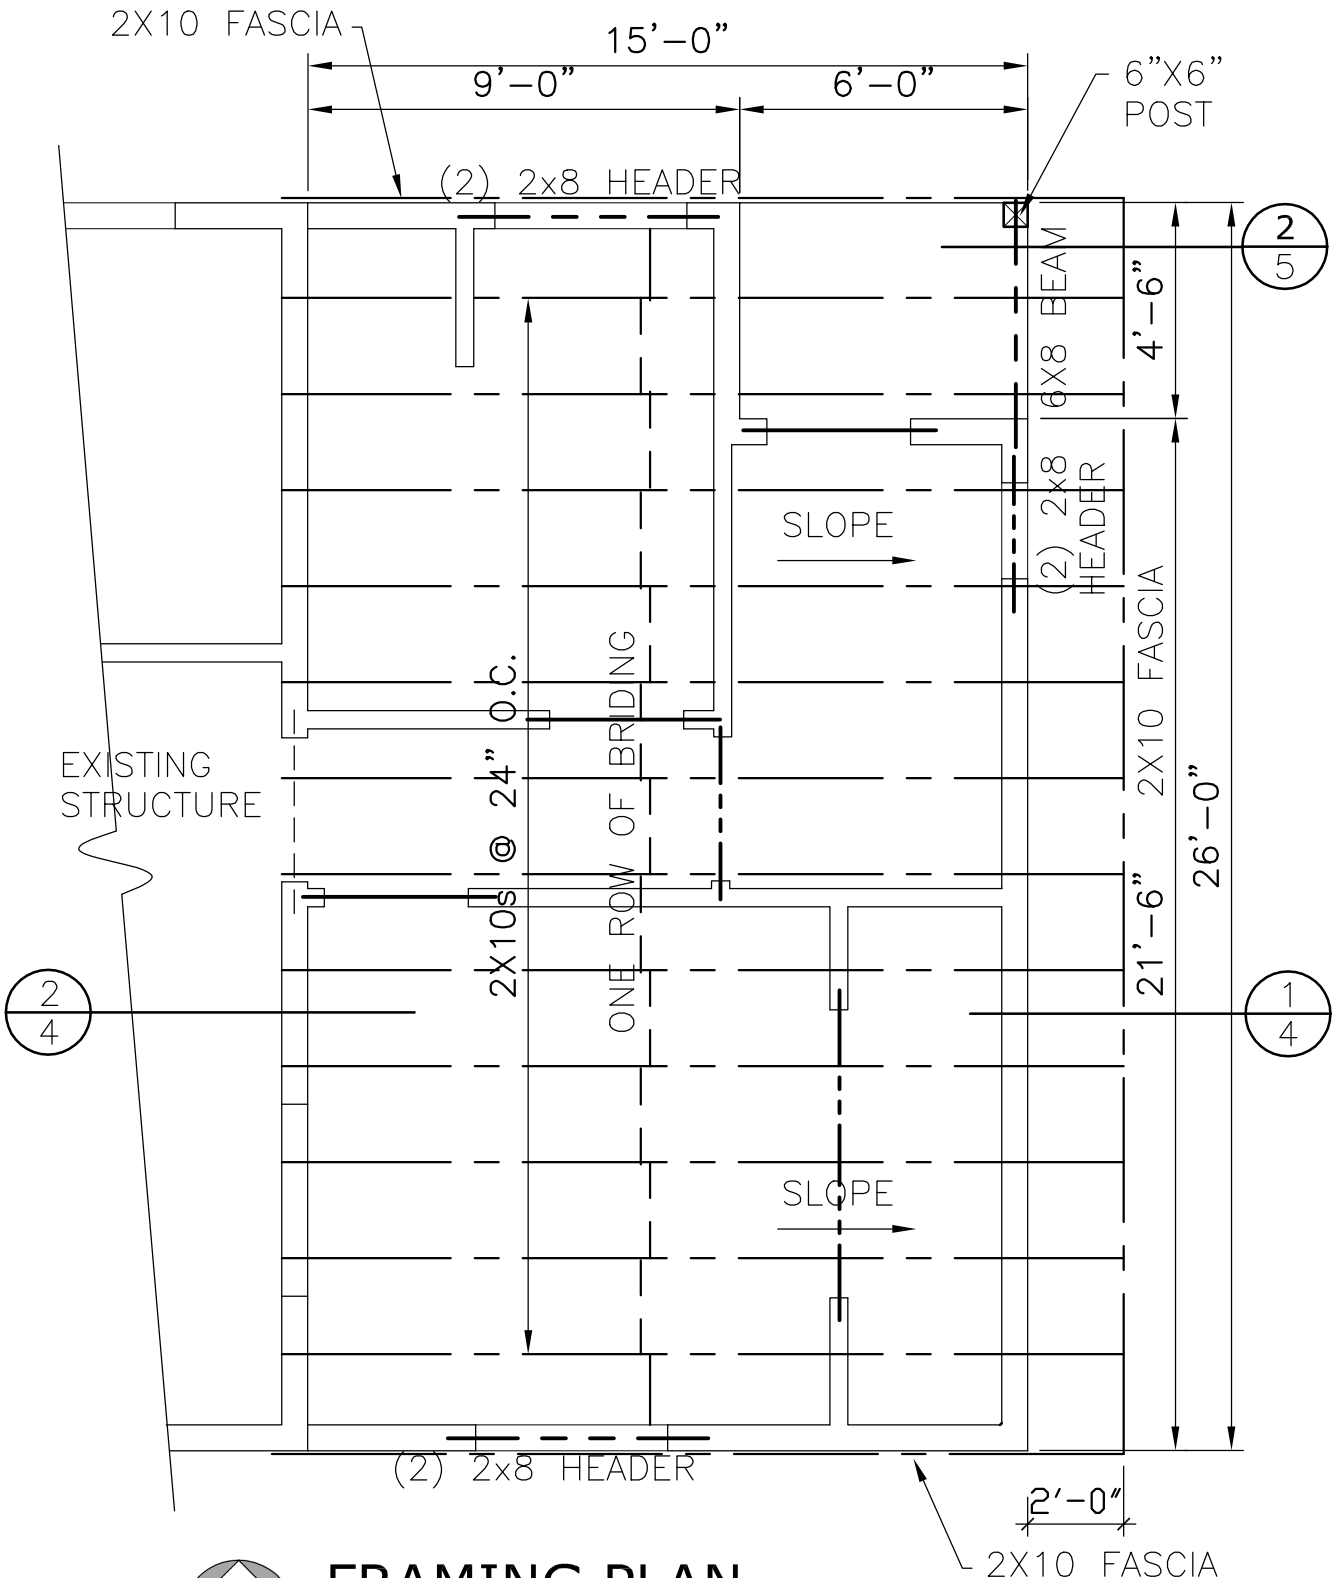 2X10 FASCIA
15'-0"
9'-0"
6'-0"
6"X6"
POST
(2) 2x8 HEADER
2
5
6X8 BEAM
4'-6"
(2) 2x8
HEADER
SLOPE
2X10 FASCIA
ONE ROW OF BRIDING
2X10s @ 24" O.C.
EXISTING
STRUCTURE
26'-0"
21'-6"
2
4
1
4
SLOPE
(2) 2x8 HEADER
2'-0"
2X10 FASCIA
FRAMING PLAN